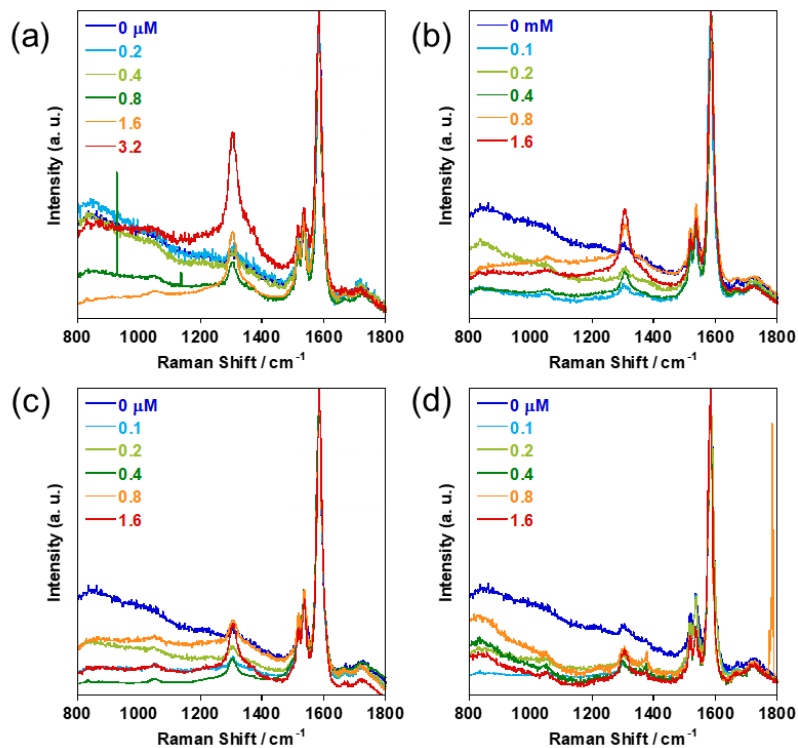 (a)
0 μM
0.2
0.4
0.8
1.6
3.2
Intensity (a. u.)
800 1000 1200 1400 1600 1800
Raman Shift / cm-1
(b)
0 mM
0.1
0.2
0.4
0.8
1.6
Intensity (a. u.)
800 1000 1200 1400 1600 1800
Raman Shift / cm-1
(c)
0 μM
0.1
0.2
0.4
0.8
1.6
Intensity (a. u.)
800 1000 1200 1400 1600 1800
Raman Shift / cm-1
(d)
0 μM
0.1
0.2
0.4
0.8
1.6
Intensity (a. u.)
800 1000 1200 1400 1600 1800
Raman Shift / cm-1